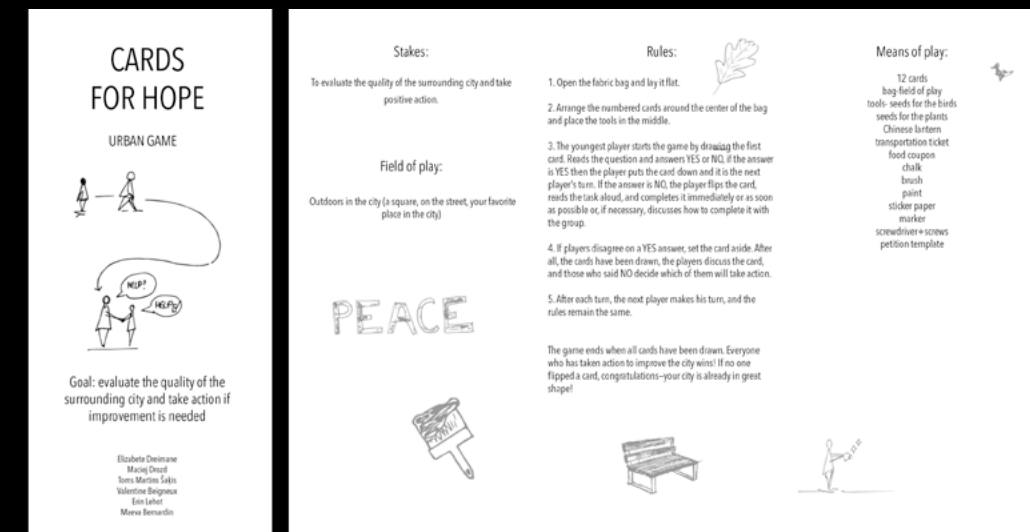 CARDS
FOR HOPE
URBAN GAME
HELP?
HELP!
Goal: evaluate the quality of the
surrounding city and take action if
improvement is needed
Elizabete Dreimane
Maciej Drozd
Toms Martins Šaķis
Valentine Beigneux
Erin Lehot
Maeva Bernardin
Stakes:
To evaluate the quality of the surrounding city and take
positive action.
Field of play:
Outdoors in the city (a square, on the street, your favorite
place in the city)
PEACE
Rules:
1. Open the fabric bag and lay it flat.
2. Arrange the numbered cards around the center of the bag
and place the tools in the middle.
3. The youngest player starts the game by drawing the first
card. Reads the question and answers YES or NO, if the answer
is YES then the player puts the card down and it is the next
player's turn. If the answer is NO, the player flips the card,
reads the task aloud, and completes it immediately or as soon
as possible or, if necessary, discusses how to complete it with
the group.
4. If players disagree on a YES answer, set the card aside. After
all, the cards have been drawn, the players discuss the card,
and those who said NO decide which of them will take action.
5. After each turn, the next player makes his turn, and the
rules remain the same.
The game ends when all cards have been drawn. Everyone
who has taken action to improve the city wins! If no one
flipped a card, congratulations–your city is already in great
shape!
Means of play:
12 cards
bag-field of play
tools- seeds for the birds
seeds for the plants
Chinese lantern
transportation ticket
food coupon
chalk
brush
paint
sticker paper
marker
screwdriver+screws
petition template